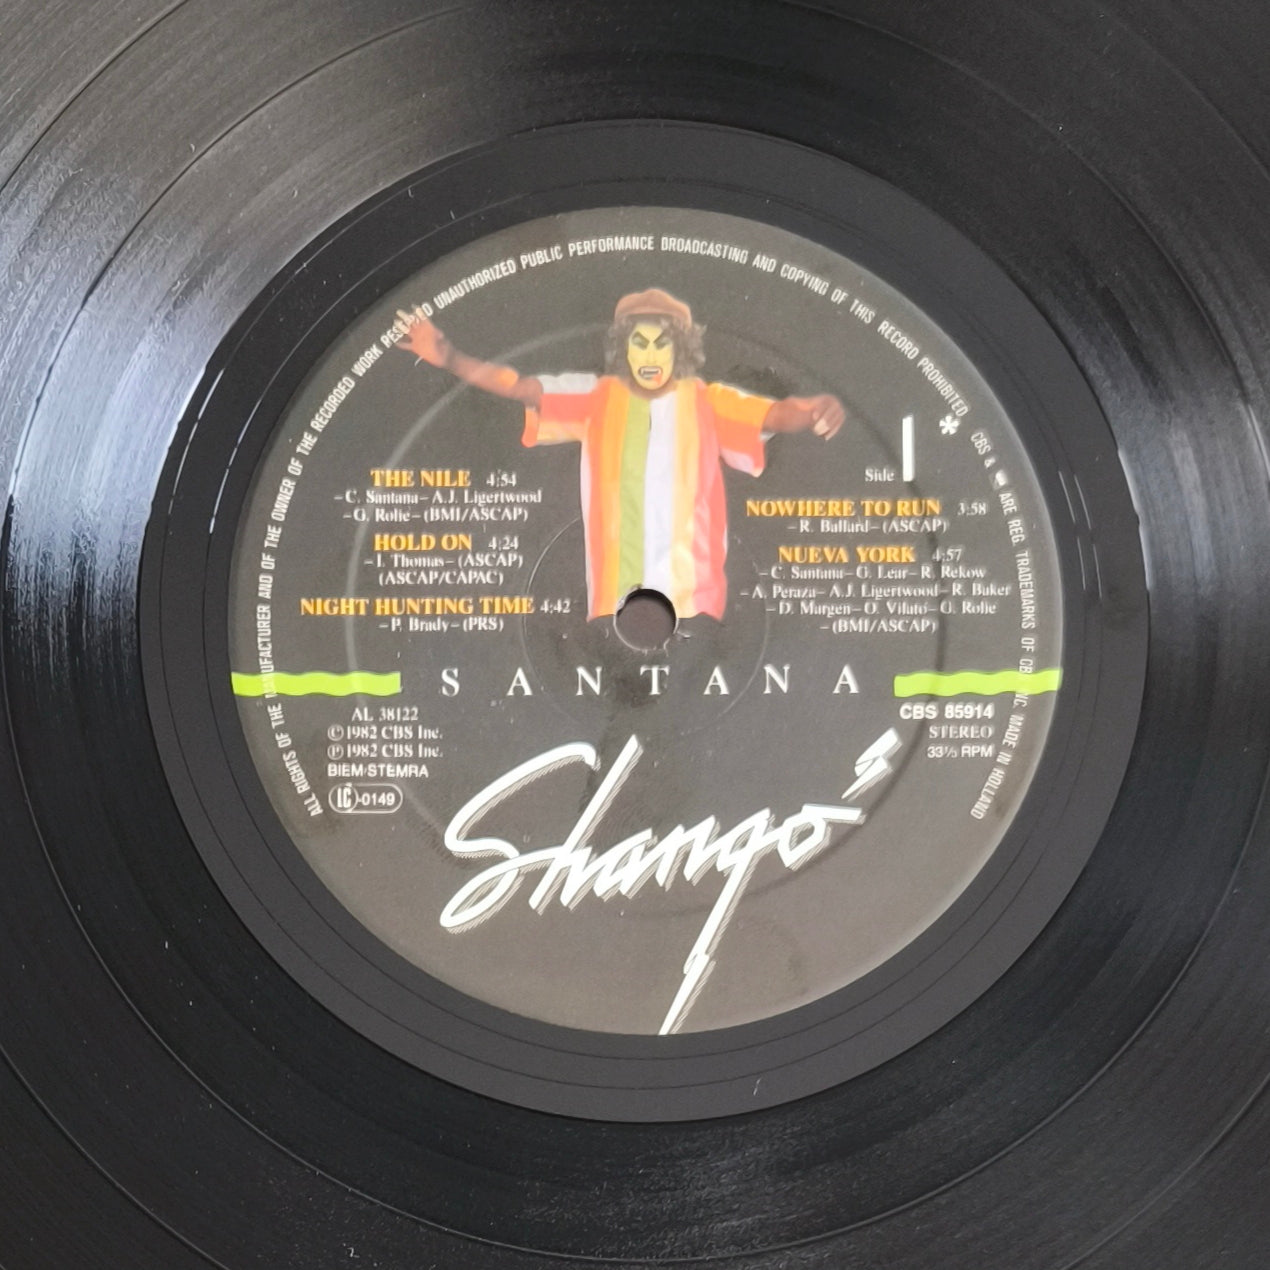 ALL RIGHTS OF THE MANUFACTURER AND OF THE OWNER OF THE RECORDED WORK RESERVED UNAUTHORIZED PUBLIC PERFORMANCE BROADCASTING AND COPYING OF THIS RECORD PROHIBITED
CBS & ARE REG. TRADEMARKS OF CBS INC. MADE IN HOLLAND
THE NILE 4:54
–C. Santana– A.J. Ligertwood
–G. Rolie– (BMI/ASCAP)
HOLD ON 4:24
–I. Thomas– (ASCAP)
(ASCAP/CAPAC)
NIGHT HUNTING TIME 4:42
–P. Brady– (PRS)
Side 1 *
NOWHERE TO RUN 3:58
–R. Ballard– (ASCAP)
NUEVA YORK 4:57
–C. Santana– G. Lear– R. Rekow
–A. Peraza– A.J. Ligertwood– R. Baker
–D. Margen– O. Vilato– G. Rolie
–(BMI/ASCAP)
SANTANA
AL 38122
© 1982 CBS Inc.
℗ 1982 CBS Inc.
BIEM/STEMRA
LC-0149
CBS 85914
STEREO
33⅓ RPM
Shangó